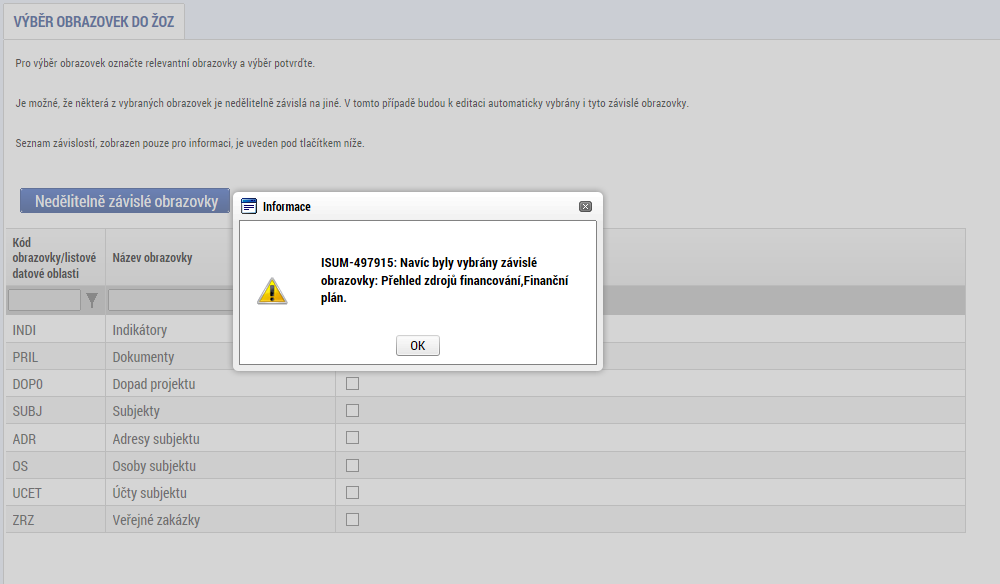 VÝBĚR OBRAZOVEK DO ŽOZ
Pro výběr obrazovek označte relevantní obrazovky a výběr potvrďte.
Je možné, že některá z vybraných obrazovek je nedělitelně závislá na jiné. V tomto případě budou k editaci automaticky vybrány i tyto závislé obrazovky.
Seznam závislostí, zobrazen pouze pro informaci, je uveden pod tlačítkem níže.
Nedělitelně závislé obrazovky
Informace
ISUM-497915: Navíc byly vybrány závislé
obrazovky: Přehled zdrojů financování,Finanční
plán.
OK
Kód
obrazovky/listové
datové oblasti
Název obrazovky
INDI Indikátory
PRIL Dokumenty
DOP0 Dopad projektu
SUBJ Subjekty
ADR Adresy subjektu
OS Osoby subjektu
UCET Účty subjektu
ZRZ Veřejné zakázky